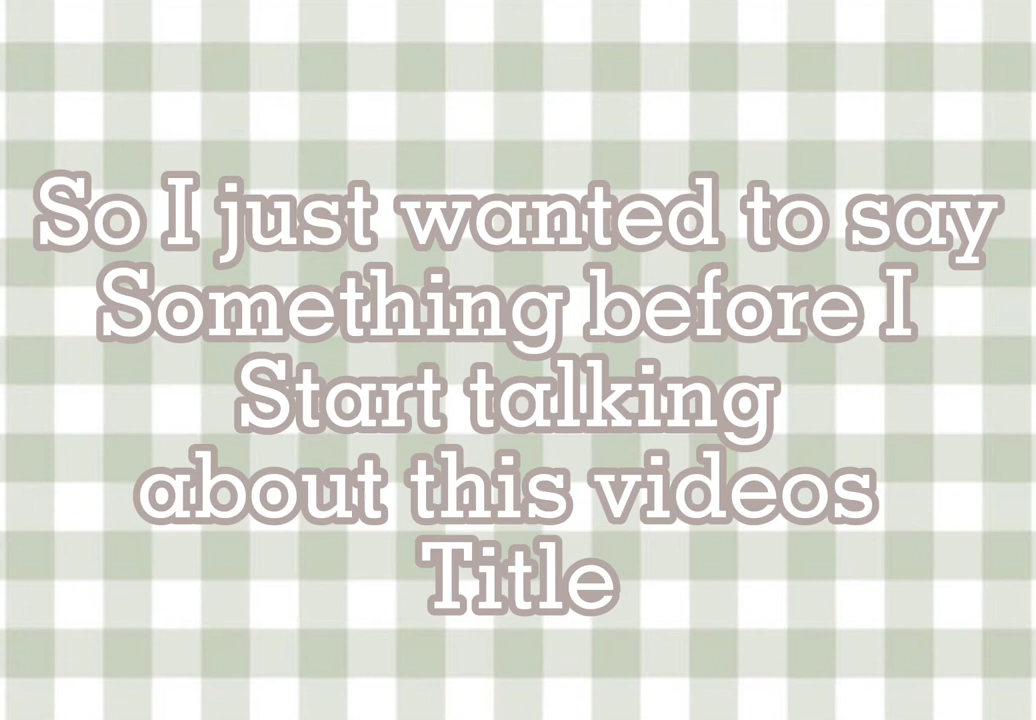 So I just wanted to say
Something before I
Start talking
about this videos
Title